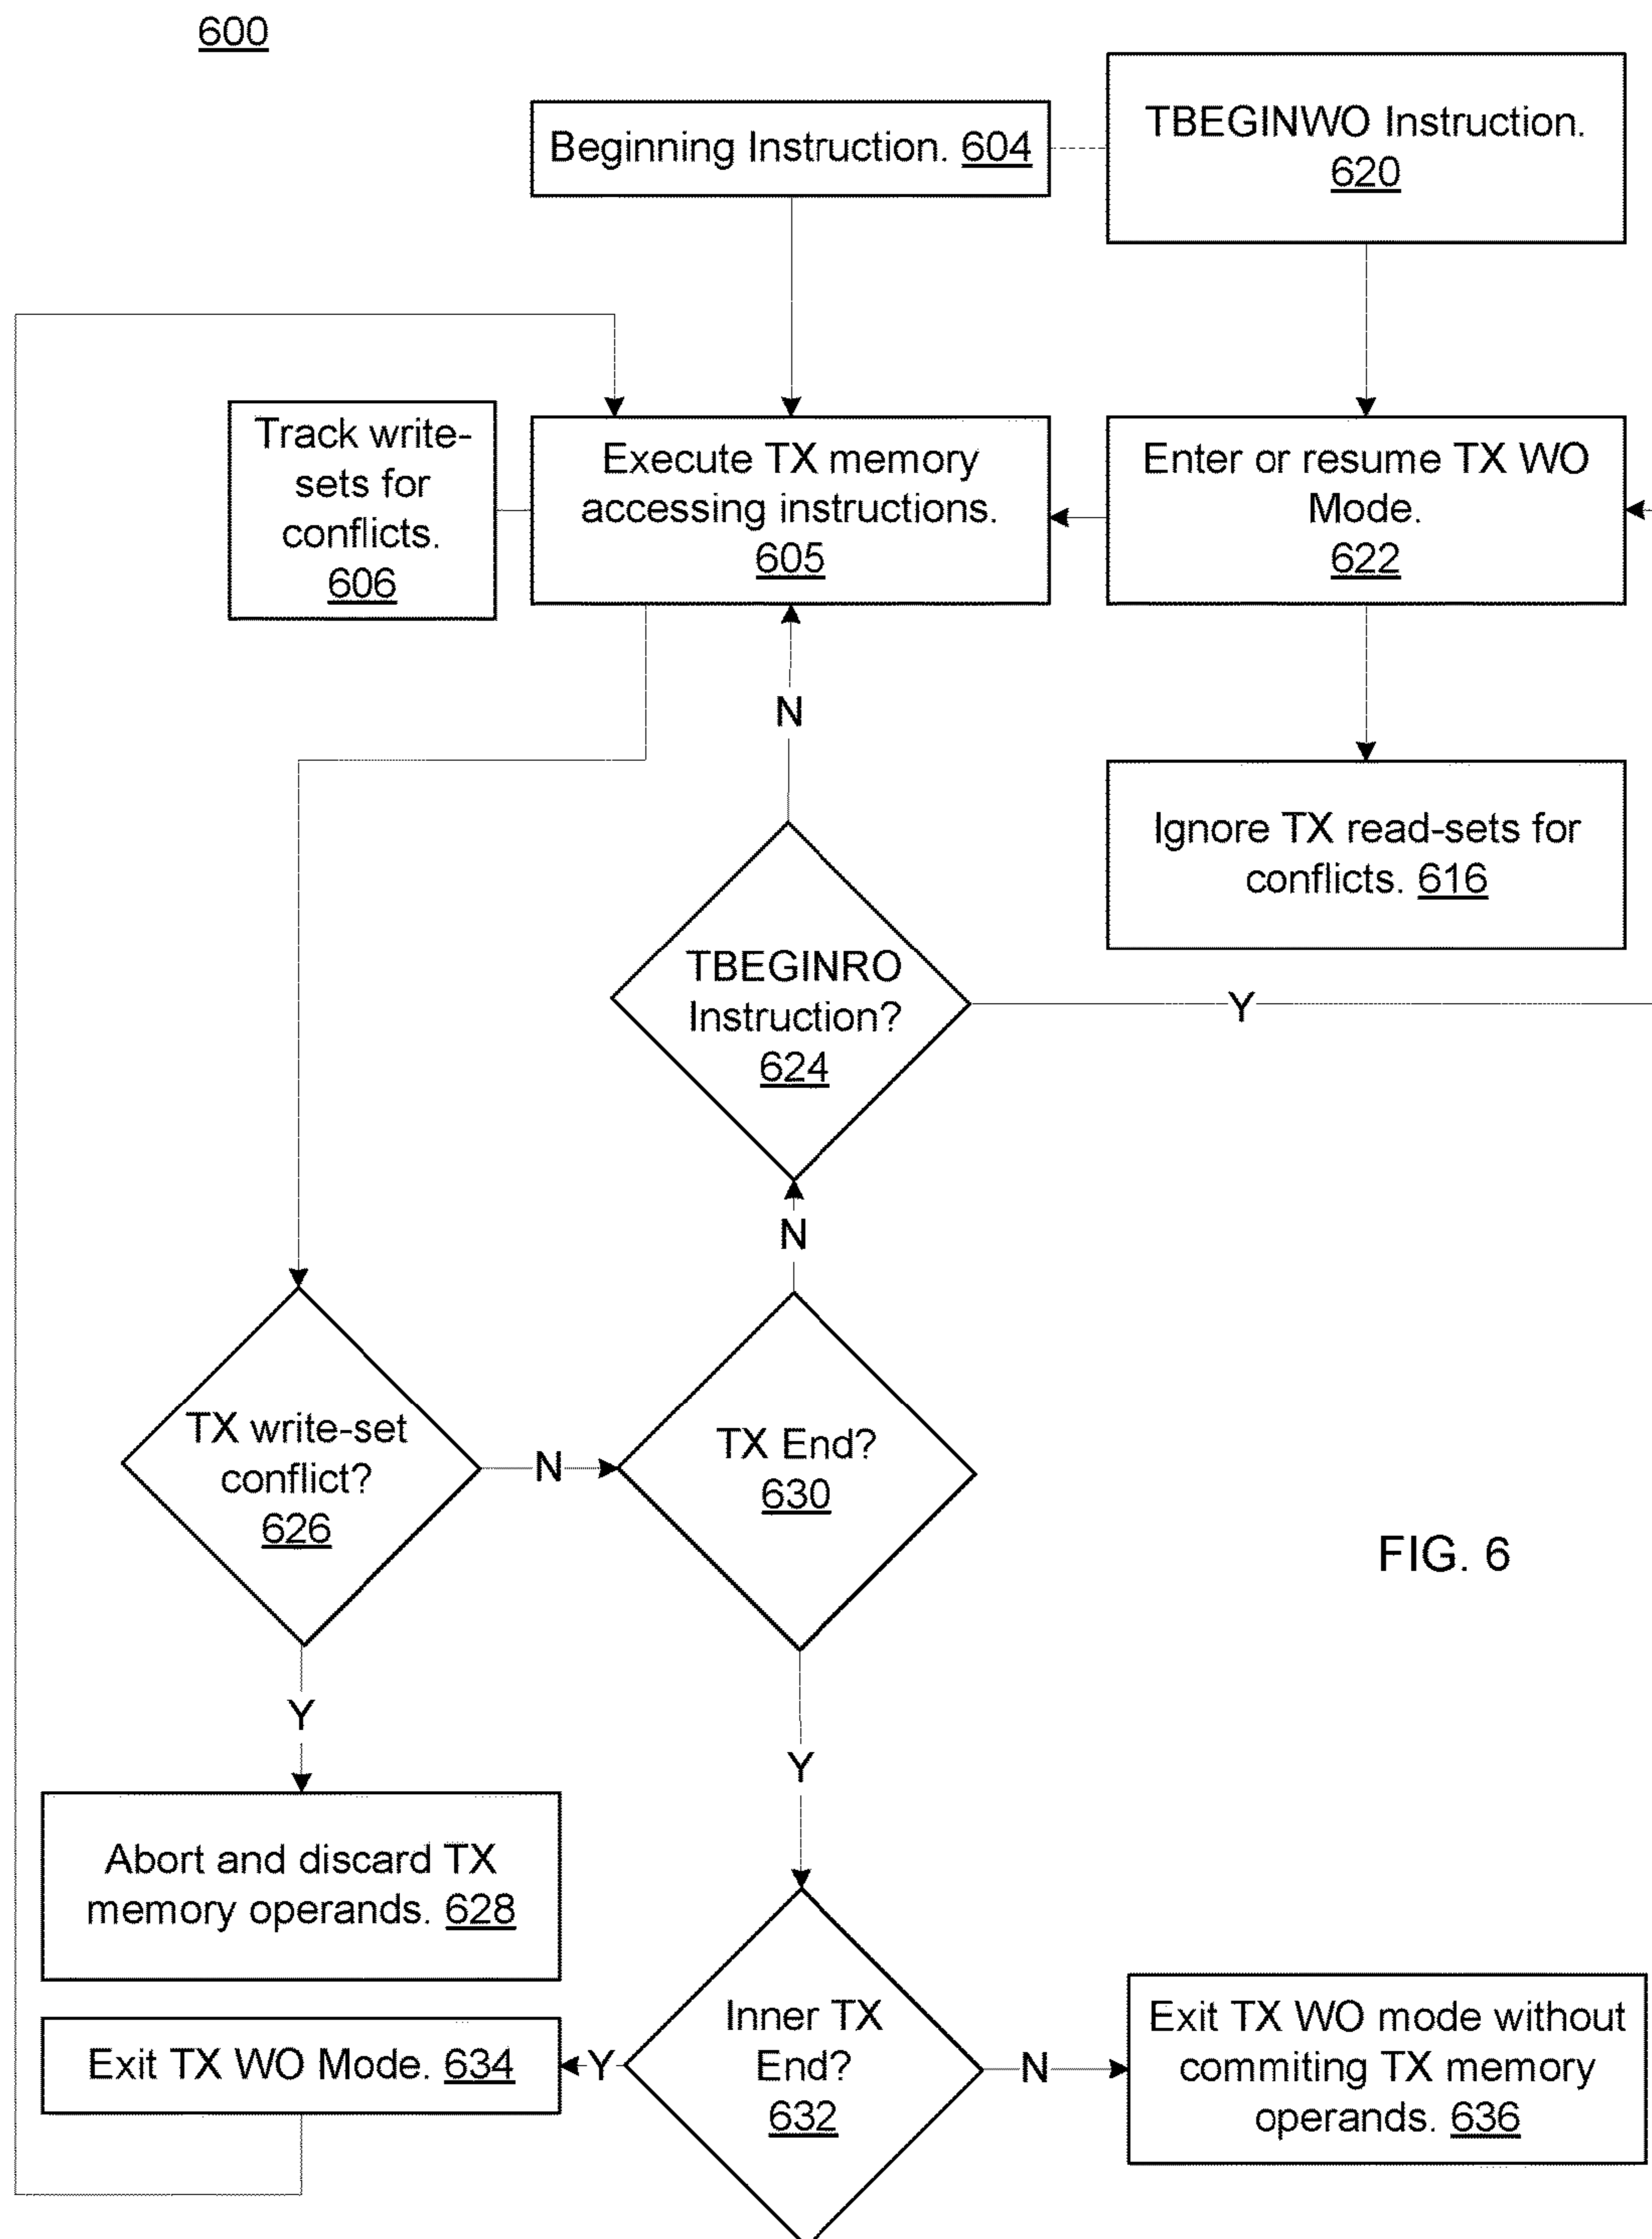 600
Beginning Instruction. 604
TBEGINWO Instruction.
620
Track write-
sets for
conflicts.
606
Execute TX memory
accessing instructions.
605
Enter or resume TX WO
Mode.
622
N
Ignore TX read-sets for
conflicts. 616
TBEGINRO
Instruction?
624
Y
N
TX write-set
conflict?
626
N
TX End?
630
FIG. 6
Y
Y
Abort and discard TX
memory operands. 628
Exit TX WO Mode. 634
Y
Inner TX
End?
632
N
Exit TX WO mode without
commiting TX memory
operands. 636